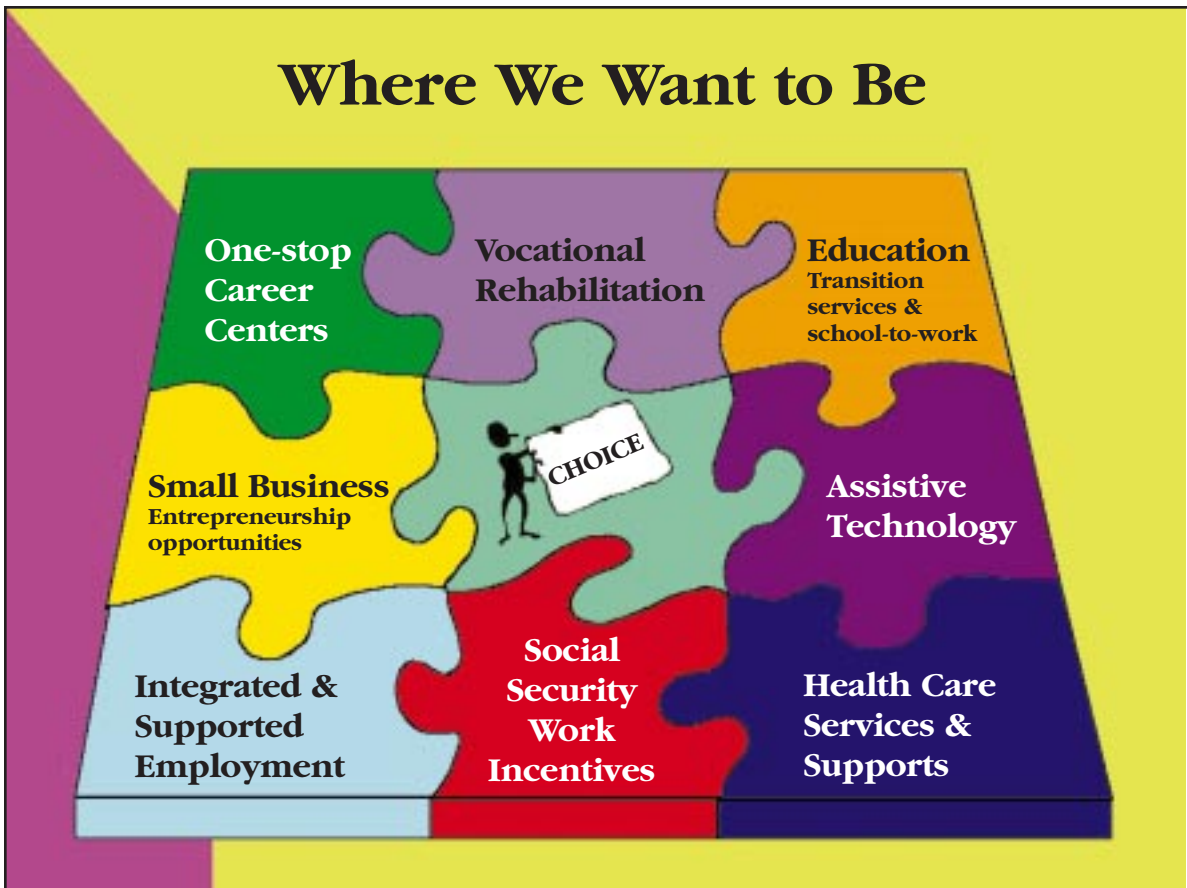 Where We Want to Be
One-stop
Career
Centers
Vocational
Rehabilitation
Education
Transition
services &
school-to-work
Small Business
Entrepreneurship
opportunities
CHOICE
Assistive
Technology
Integrated &
Supported
Employment
Social
Security
Work
Incentives
Health Care
Services &
Supports